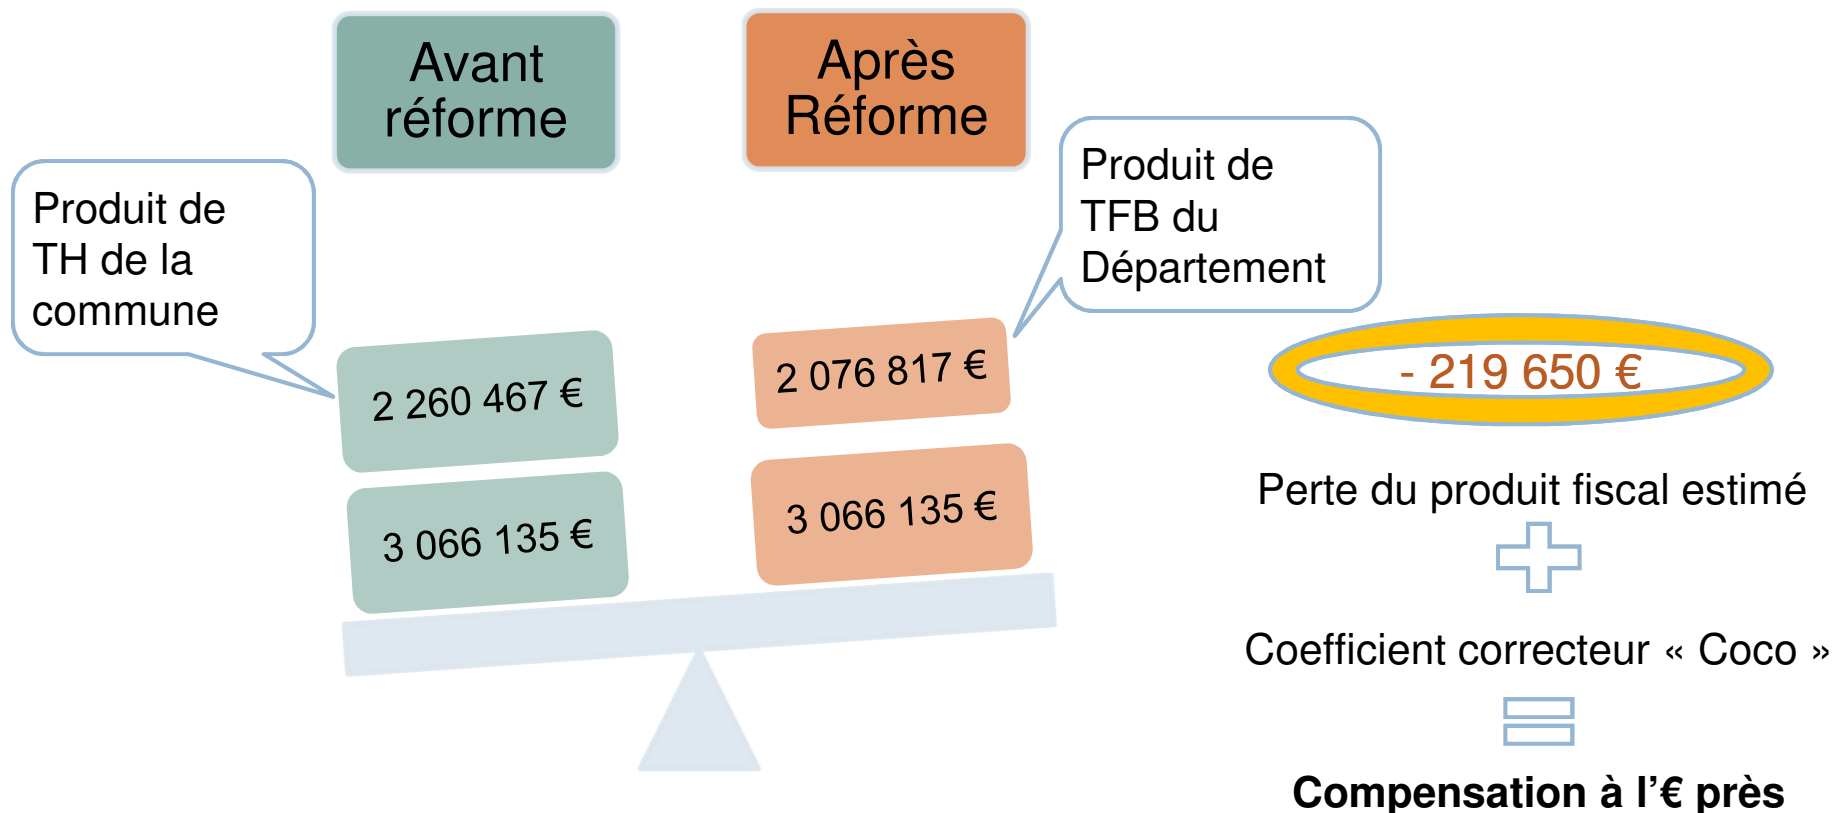 Avant
réforme
Après
Réforme
Produit de
TH de la
commune
Produit de
TFB du
Département
2 260 467 €
2 076 817 €
3 066 135 €
3 066 135 €
- 219 650 €
Perte du produit fiscal estimé
Coefficient correcteur « Coco »
Compensation à l’€ près